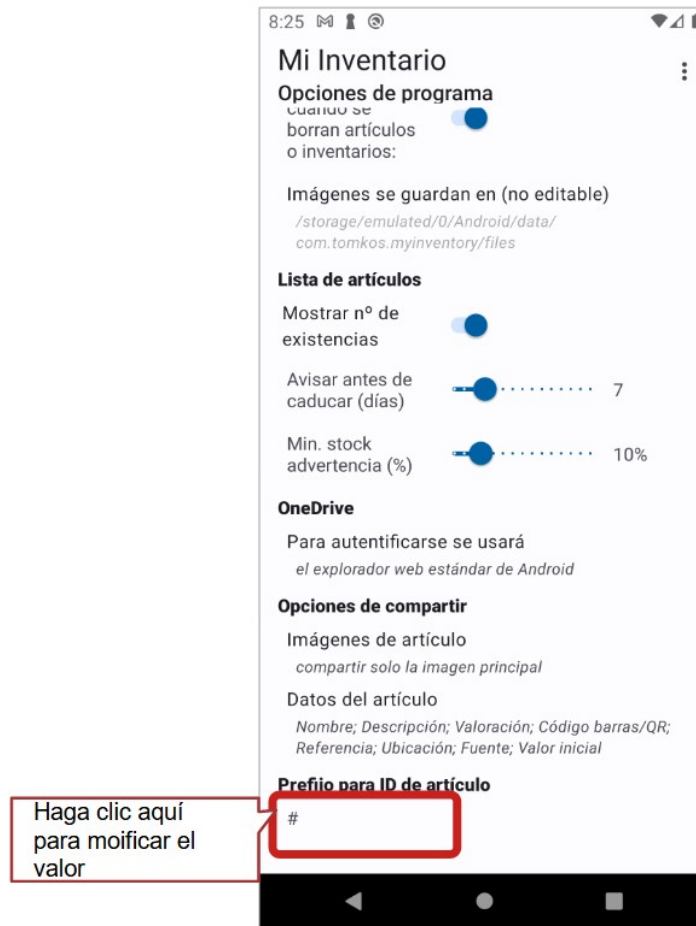 8:25
Mi Inventario
Opciones de programa
cuando se
borran artículos
o inventarios:
Imágenes se guardan en (no editable)
/storage/emulated/0/Android/data/
com.tomkos.myinventory/files
Lista de artículos
Mostrar nº de
existencias
Avisar antes de
caducar (días)
7
Min. stock
advertencia (%)
10%
OneDrive
Para autentificarse se usará
el explorador web estándar de Android
Opciones de compartir
Imágenes de artículo
compartir solo la imagen principal
Datos del artículo
Nombre; Descripción; Valoración; Código barras/QR;
Referencia; Ubicación; Fuente; Valor inicial
Prefijo para ID de artículo
#
Haga clic aquí
para moificar el
valor